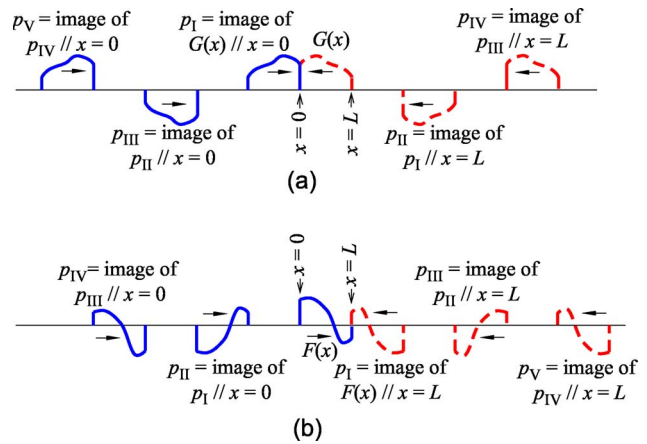 p_V = image of
p_IV // x = 0
p_I = image of
G(x) // x = 0
G(x)
p_IV = image of
p_III // x = L
(a)
p_III = image of
p_II // x = 0
x = 0
x = L
p_II = image of
p_I // x = L
(a)
p_IV = image of
p_III // x = 0
x = 0
x = L
p_III = image of
p_II // x = L
F(x)
p_II = image of
p_I // x = 0
p_I = image of
F(x) // x = L
p_V = image of
p_IV // x = L
(b)